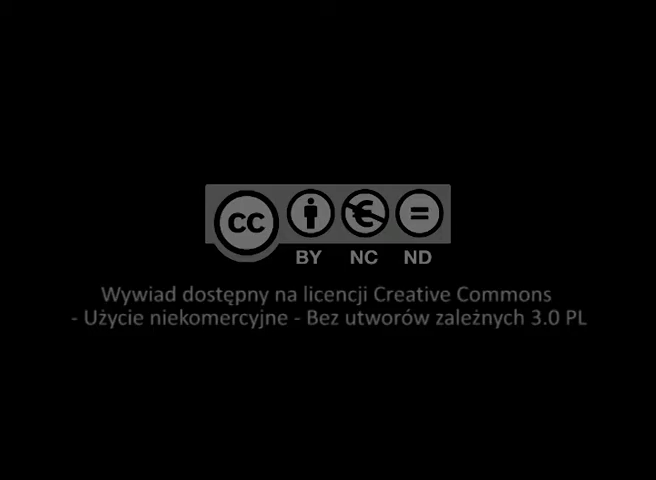 cc
BY NC ND
Wywiad dostępny na licencji Creative Commons
- Użycie niekomercyjne - Bez utworów zależnych 3.0 PL